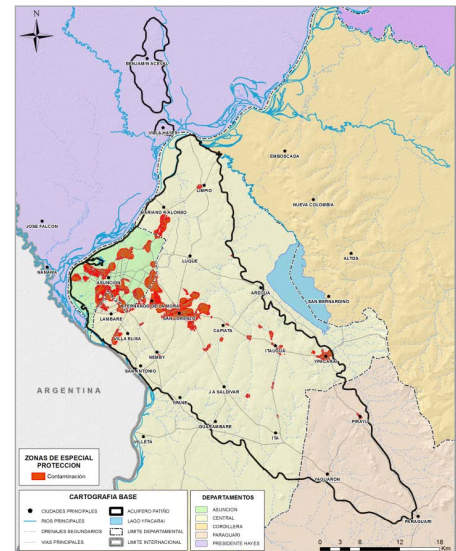 N
BENJAMIN ACEVAL
VILLA HAYES
EMBOSCADA
LIMPIO
NUEVA COLOMBIA
MARIANO R ALONSO
JOSE FALCON
LUQUE
ALTOS
NANAWA
ASUNCION
AREGUA
SAN BERNARDINO
FERNANDO DE LA MORA
LAMBARE
SAN LORENZO
CAPIATA
VILLA ELISA
ITAUGUA
YPACARAI
ÑEMBY
SAN ANTONIO
ARGENTINA
J A SALDIVAR
YPANE
PIRAYU
GUARAMBARE
VILLETA
ITA
YAGUARON
PARAGUARI
ZONAS DE ESPECIAL
PROTECCION
Contaminación
CARTOGRAFIA BASE
CIUDADES PRINCIPALES
RIOS PRINCIPALES
DRENAJES SEGUNDARIOS
VIAS PRINCIPALES
ACUIFERO PATIÑO
LAGO YPACARAI
LIMITE DEPARTAMENTAL
LIMITE INTERNACIONAL
DEPARTAMENTOS
ASUNCION
CENTRAL
CORDILLERA
PARAGUARI
PRESIDENTE HAYES
0 3 6 12 18
Km